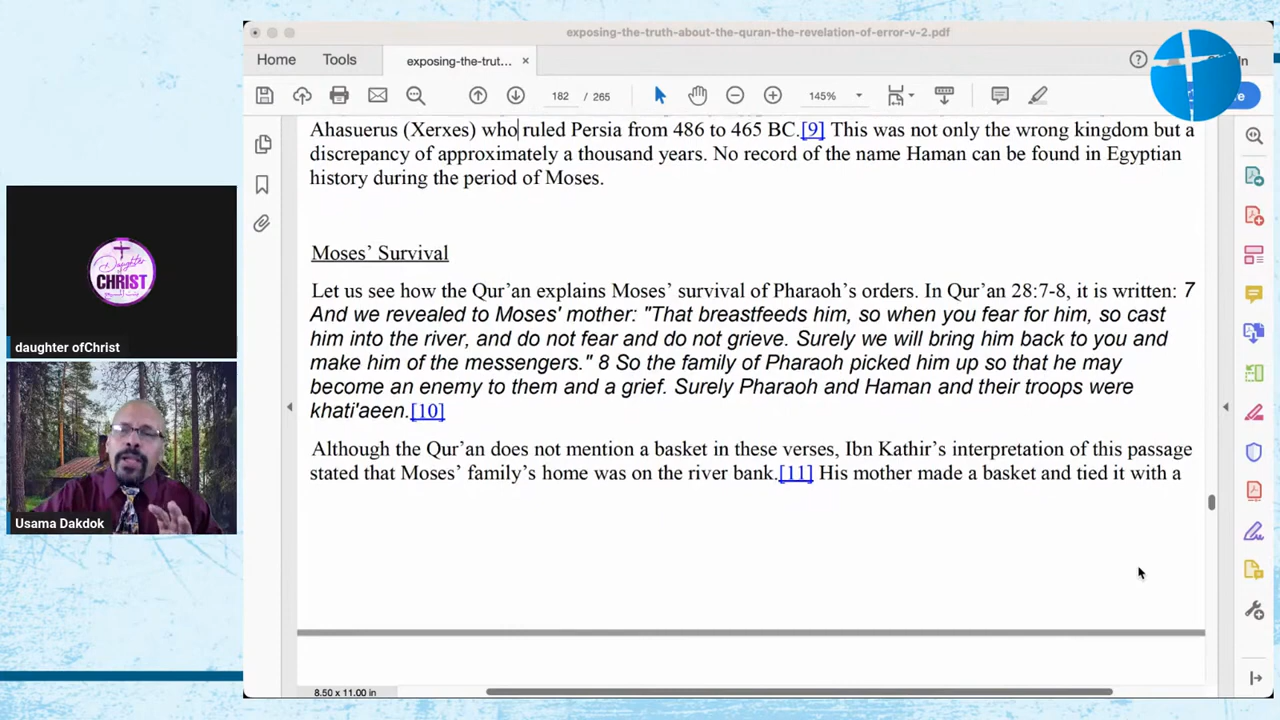 exposing-the-truth-about-the-quran-the-revelation-of-error-v-2.pdf
Home
Tools
exposing-the-trut...
182 / 265
145%
Ahasuerus (Xerxes) who ruled Persia from 486 to 465 BC.[9] This was not only the wrong kingdom but a
discrepancy of approximately a thousand years. No record of the name Haman can be found in Egyptian
history during the period of Moses.
Moses’ Survival
Let us see how the Qur’an explains Moses’ survival of Pharaoh’s orders. In Qur’an 28:7-8, it is written: 7
And we revealed to Moses' mother: "That breastfeeds him, so when you fear for him, so cast
him into the river, and do not fear and do not grieve. Surely we will bring him back to you and
make him of the messengers." 8 So the family of Pharaoh picked him up so that he may
become an enemy to them and a grief. Surely Pharaoh and Haman and their troops were
khati'aeen.[10]
Although the Qur’an does not mention a basket in these verses, Ibn Kathir’s interpretation of this passage
stated that Moses’ family’s home was on the river bank.[11] His mother made a basket and tied it with a
8.50 x 11.00 in
Daughter
of
CHRIST
daughter ofChrist
Usama Dakdok